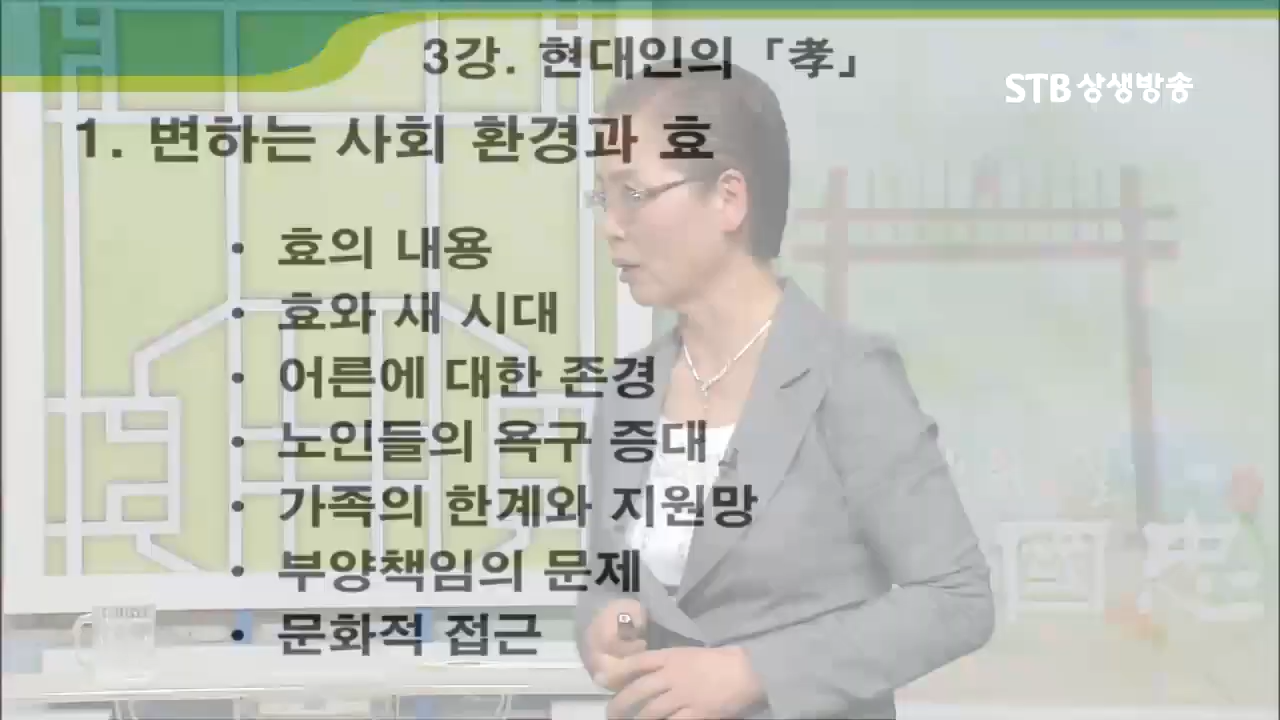 3강. 현대인의 「孝」
STB 상생방송
1. 변하는 사회 환경과 효
• 효의 내용
• 효와 새 시대
• 어른에 대한 존경
• 노인들의 욕구 증대
• 가족의 한계와 지원망
• 부양책임의 문제
• 문화적 접근
國史